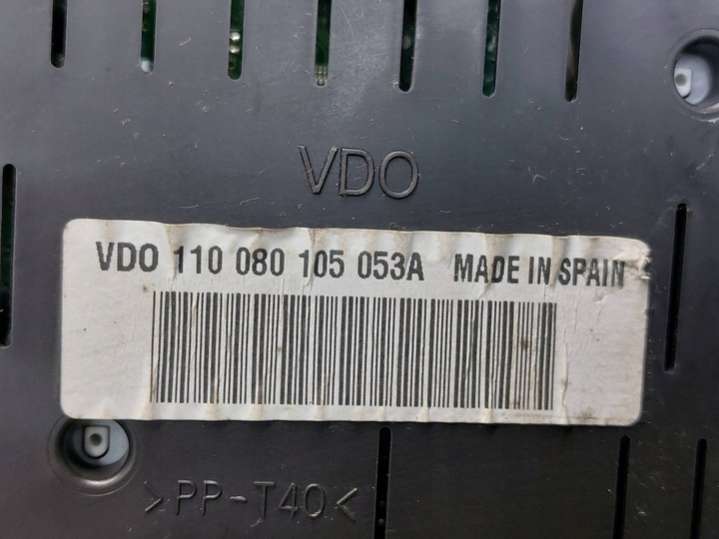 VDO
VDO 110 080 105 053A MADE IN SPAIN
>PP-T40<